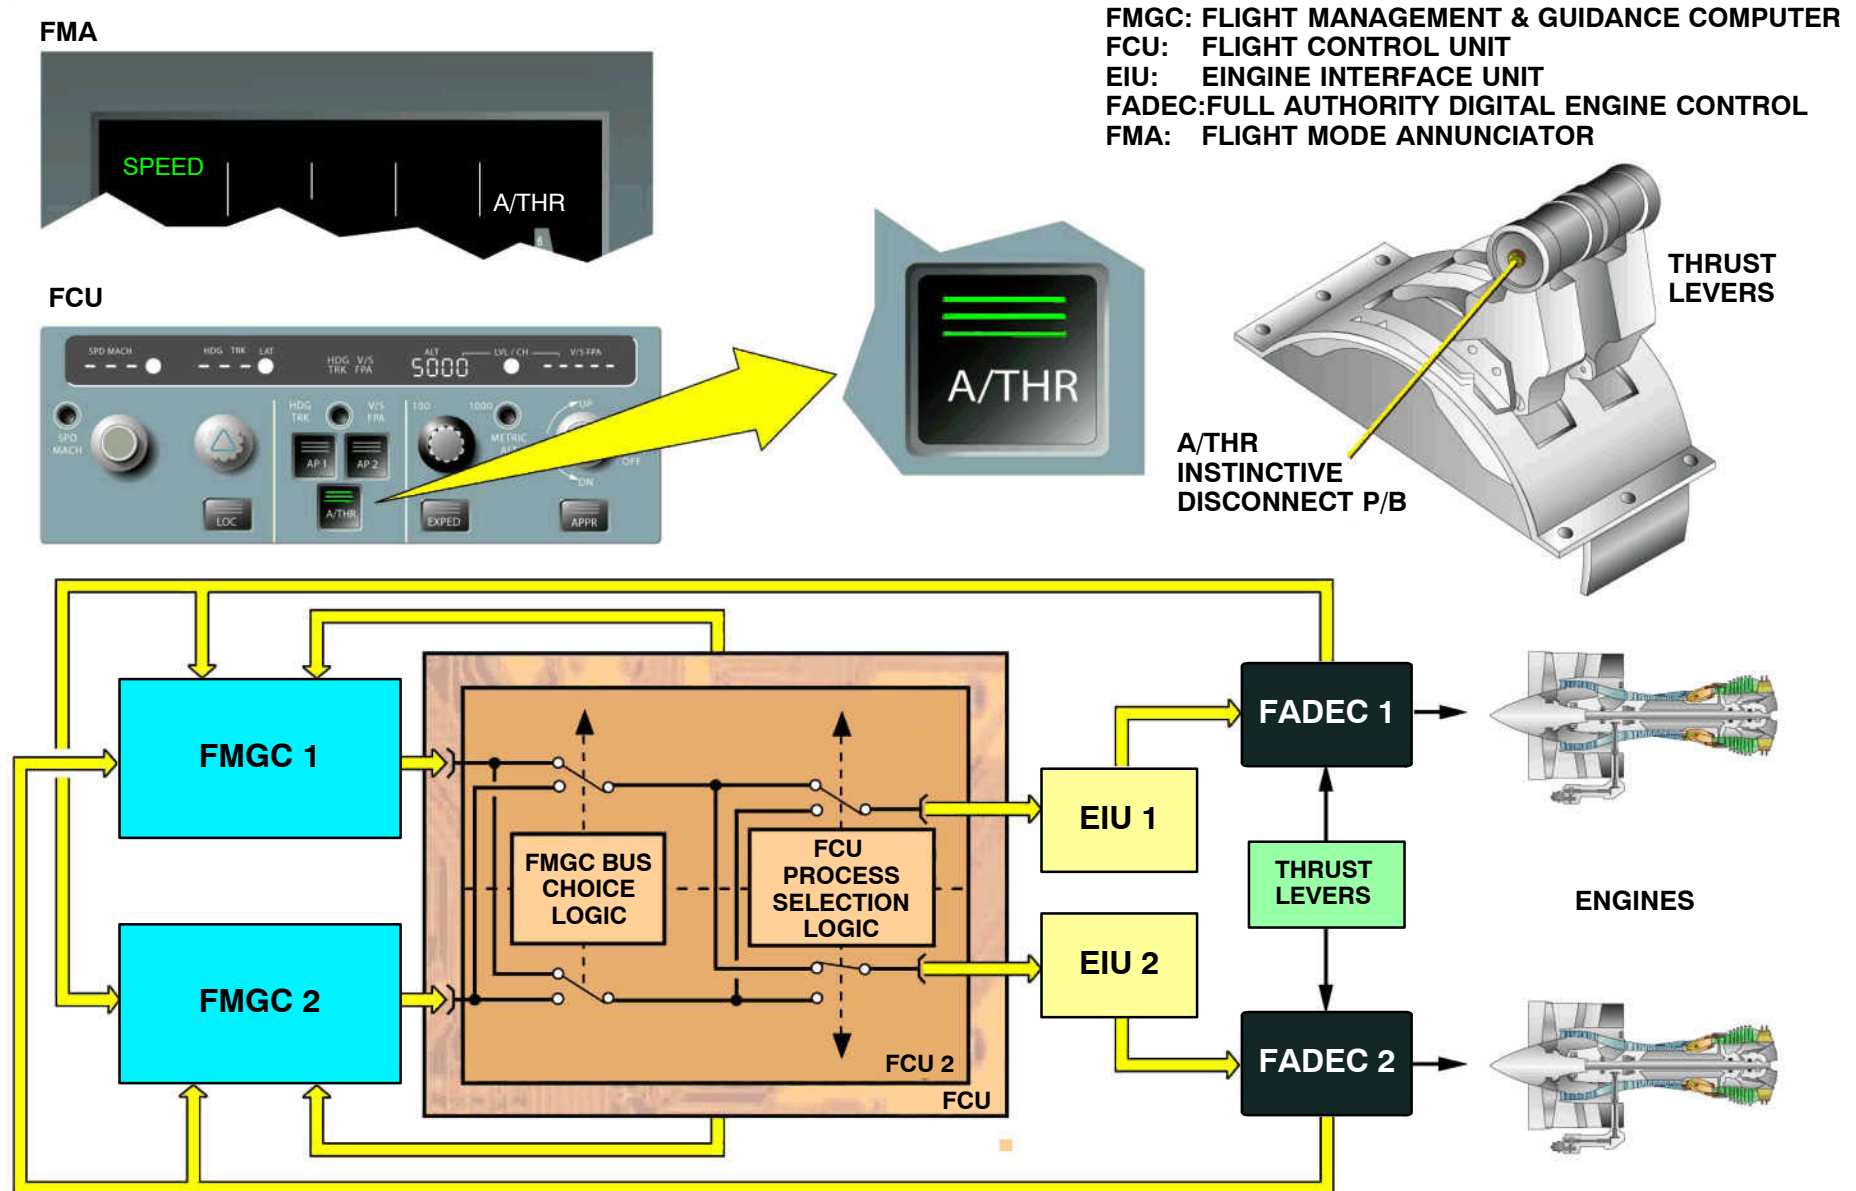 FMA
SPEED
A/THR
6
FMGC: FLIGHT MANAGEMENT & GUIDANCE COMPUTER
FCU: FLIGHT CONTROL UNIT
EIU: EINGINE INTERFACE UNIT
FADEC:FULL AUTHORITY DIGITAL ENGINE CONTROL
FMA: FLIGHT MODE ANNUNCIATOR
THRUST
LEVERS
A/THR
INSTINCTIVE
DISCONNECT P/B
FCU
SPD MACH
HDG TRK LAT
HDG V/S
TRK FPA
ALT
LVL / CH
V/S FPA
5000
SPD
MACH
HDG
TRK
V/S
FPA
100
1000
METRIC
ALT
UP
OFF
DN
AP 1
AP 2
LOC
A/THR
EXPED
APPR
A/THR
FMGC 1
FMGC 2
FMGC BUS
CHOICE
LOGIC
FCU
PROCESS
SELECTION
LOGIC
FCU 2
FCU
EIU 1
EIU 2
FADEC 1
THRUST
LEVERS
FADEC 2
ENGINES